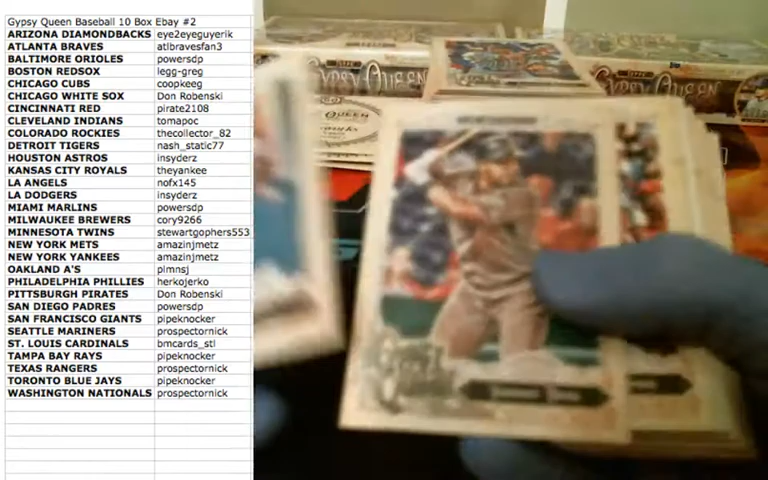 Gypsy Queen Baseball 10 Box Ebay #2
ARIZONA DIAMONDBACKS eye2eyeguyerik
ATLANTA BRAVES atlbravesfan3
BALTIMORE ORIOLES powersdp
BOSTON REDSOX legg-greg
CHICAGO CUBS coopkeeg
CHICAGO WHITE SOX Don Robenski
CINCINNATI RED pirate2108
CLEVELAND INDIANS tomapoc
COLORADO ROCKIES thecollector_82
DETROIT TIGERS nash_static77
HOUSTON ASTROS insyderz
KANSAS CITY ROYALS theyankee
LA ANGELS nofx145
LA DODGERS insyderz
MIAMI MARLINS powersdp
MILWAUKEE BREWERS cory9266
MINNESOTA TWINS stewartgophers553
NEW YORK METS amazinjmetz
NEW YORK YANKEES amazinjmetz
OAKLAND A'S pimnsj
PHILADELPHIA PHILLIES herkojerko
PITTSBURGH PIRATES Don Robenski
SAN DIEGO PADRES powersdp
SAN FRANCISCO GIANTS pipeknocker
SEATTLE MARINERS prospectornick
ST. LOUIS CARDINALS bmcards_stl
TAMPA BAY RAYS pipeknocker
TEXAS RANGERS prospectornick
TORONTO BLUE JAYS pipeknocker
WASHINGTON NATIONALS prospectornick
GYPSY QUEEN
GYPSY QUEEN
QUEEN